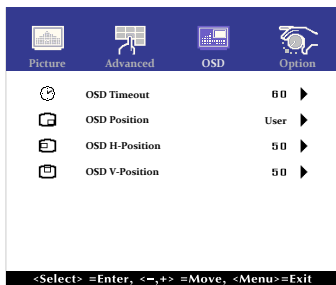 Picture Advanced OSD Option
OSD Timeout 60
OSD Position User
OSD H-Position 50
OSD V-Position 50
<Select> =Enter, <−,+> =Move, <Menu>=Exit